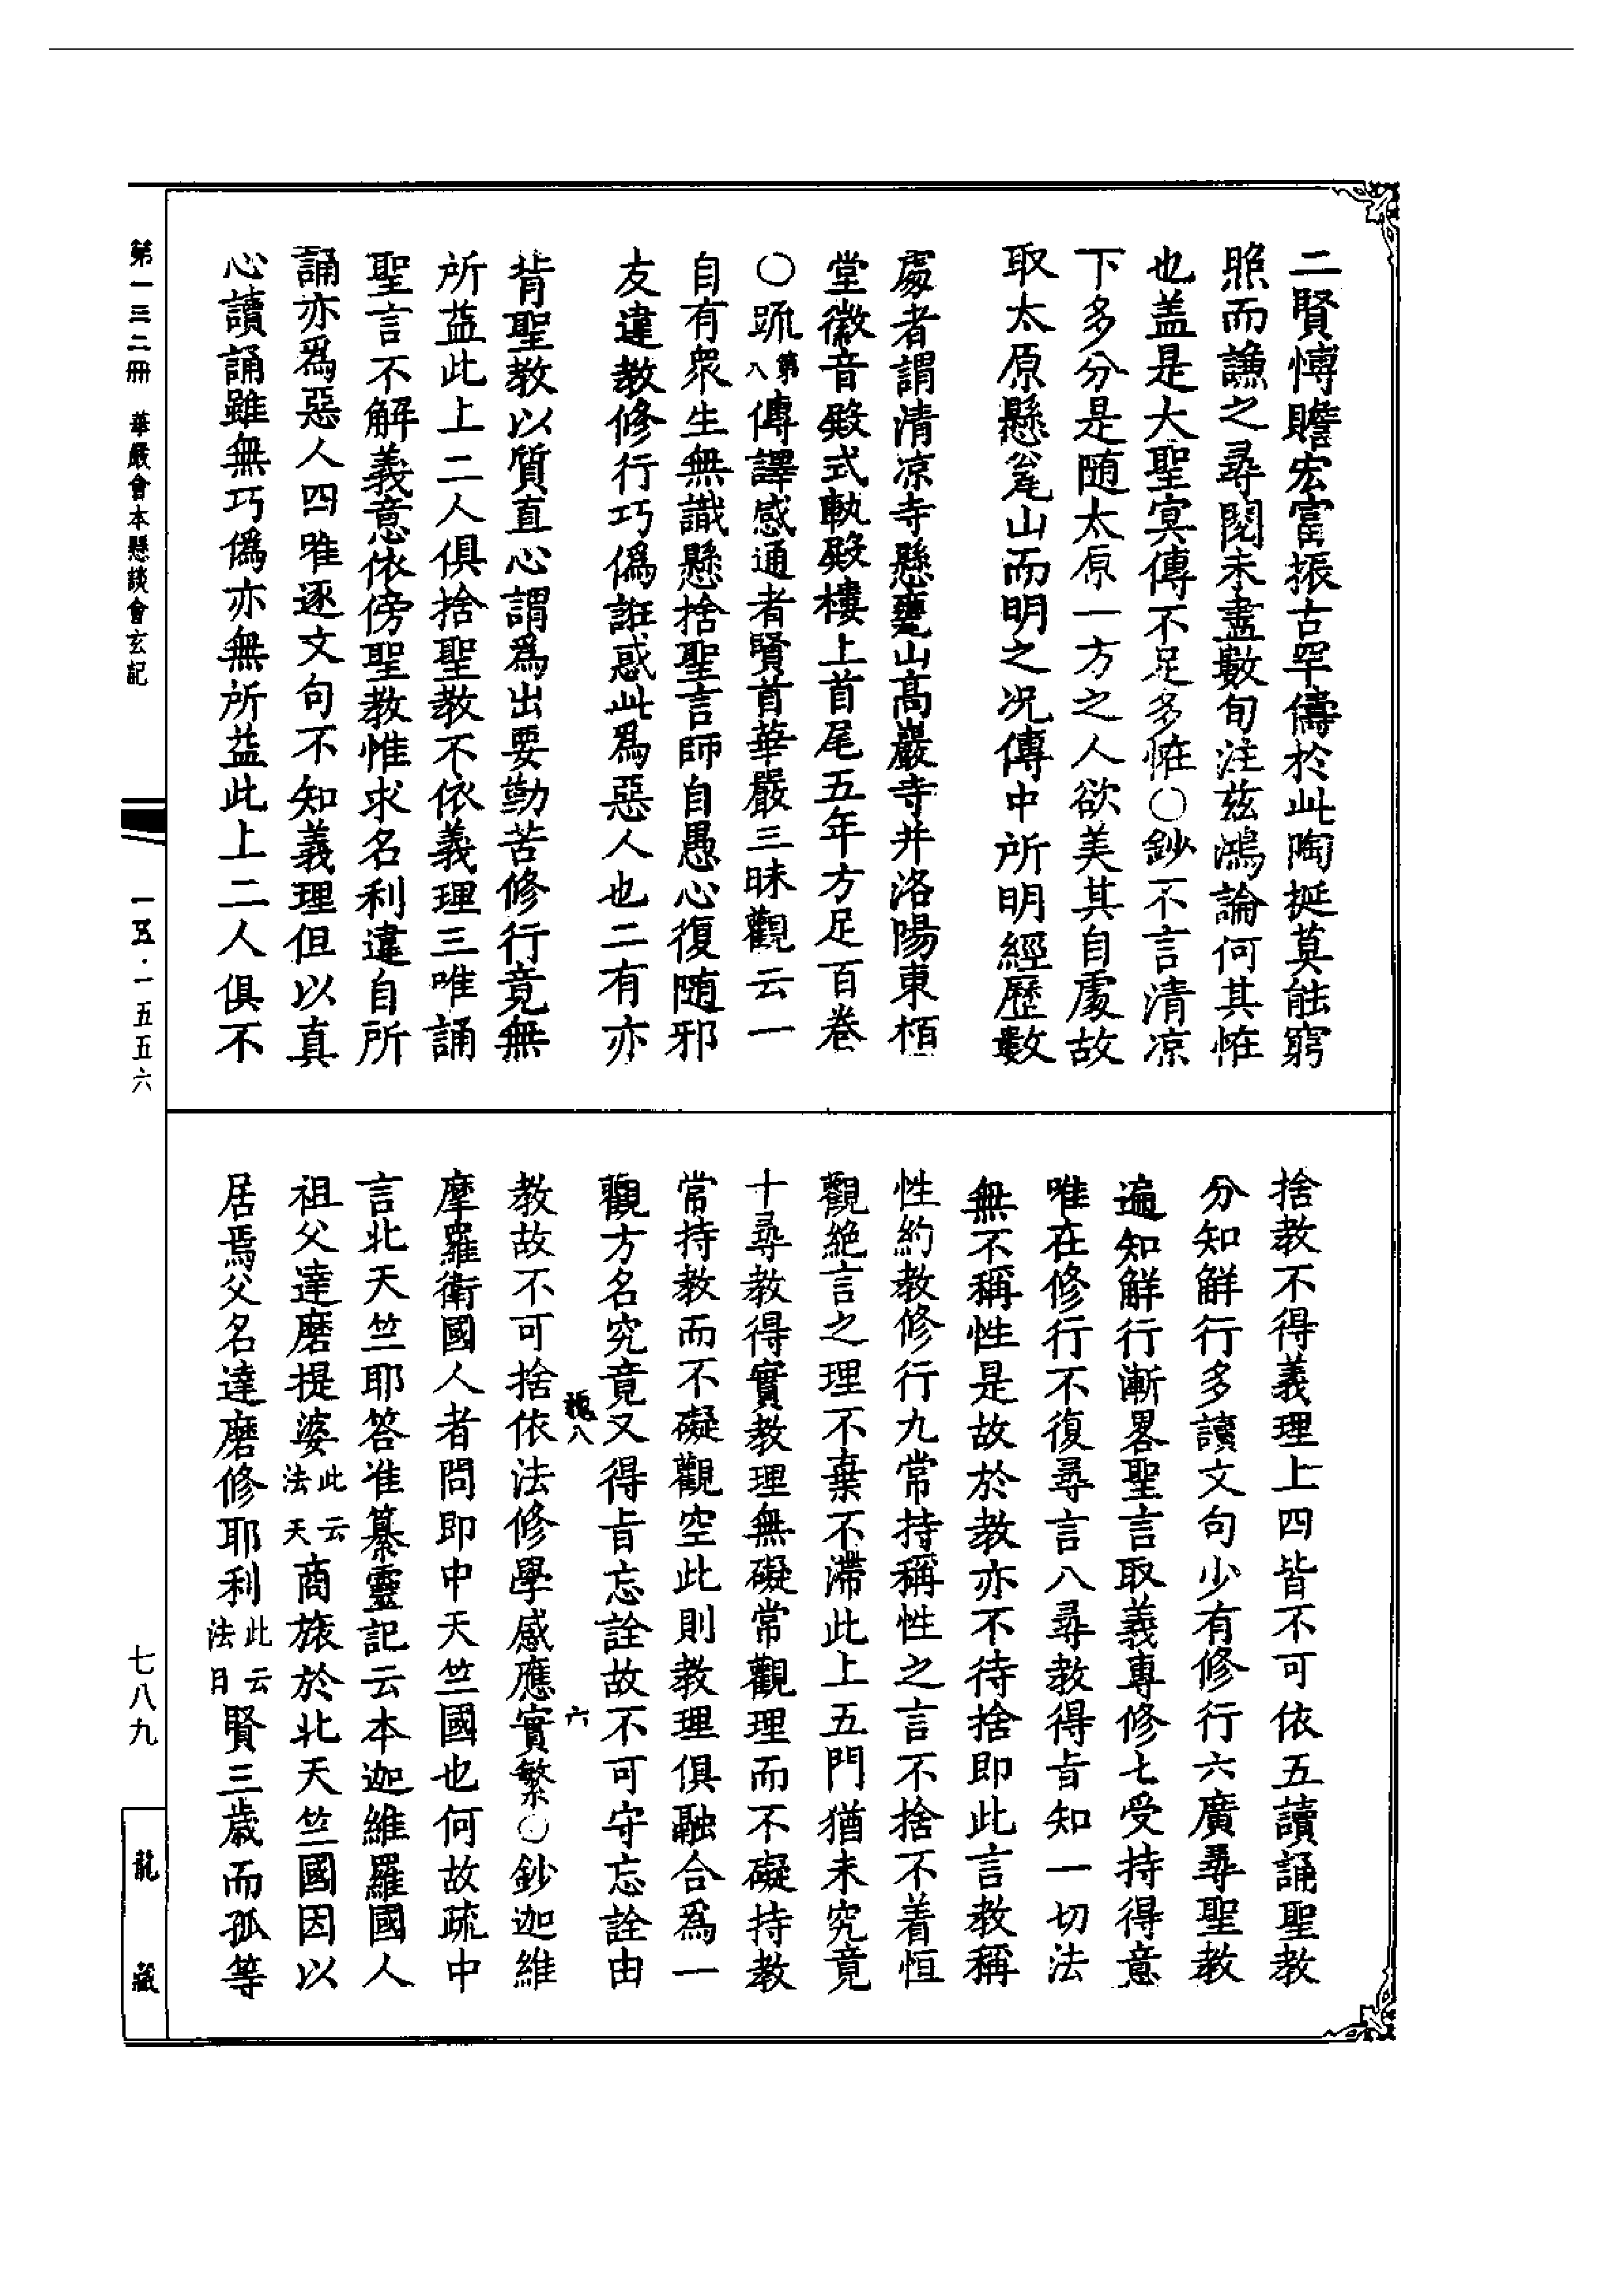 二賢博贍宏富振古罕儔於此陶埏莫能窮
照而謙之尋閱未盡數旬注茲鴻論何其恠
也盖是大聖冥傳不足多恠○鈔不言清凉
下多分是随太原一方之人欲美其自處故
取太原懸瓮山而明之况傳中所明經歷數
處者謂清凉寺懸甕山高巖寺并洛陽東栢
堂徽音殿式軌殿樓上首尾五年方足百卷
○疏第八傳譯感通者賢首華嚴三昧觀云一
自有衆生無識懸捨聖言師自愚心復随邪
友違教修行巧僞誑惑此爲惡人也二有亦
背聖教以質直心謂爲出要勤苦修行竟無
所益此上二人俱捨聖教不依義理三唯誦
聖言不解義意依傍聖教惟求名利違自所
誦亦爲惡人四唯逐文句不知義理但以真
心讀誦雖無巧僞亦無所益此上二人俱不
捨教不得義理上四皆不可依五讀誦聖教
分知解行多讀文句少有修行六廣尋聖教
遍知解行漸畧聖言取義專修七受持得意
唯在修行不復尋言八尋教得旨知一切法
無不稱性是故於教亦不待捨即此言教稱
性約教修行九常持稱性之言不捨不着恒
觀絶言之理不棄不滯此上五門猶未究竟
十尋教得實教理無礙常觀理而不礙持教
常持教而不礙觀空此則教理俱融合爲一
觀方名究竟又得旨忘詮故不可守忘詮由
八 六
教故不可捨依法修學感應實繁○鈔迦維
摩羅衛國人者問即中天竺國也何故疏中
言北天竺耶答准纂靈記云本迦維羅國人
祖父達磨提婆此云法天商旅於北天竺國因以
居焉父名達磨修耶利此云法日賢三歳而孤等
第一三二冊 華嚴會本懸談會玄記
一五·一五五六
七八九
龍藏